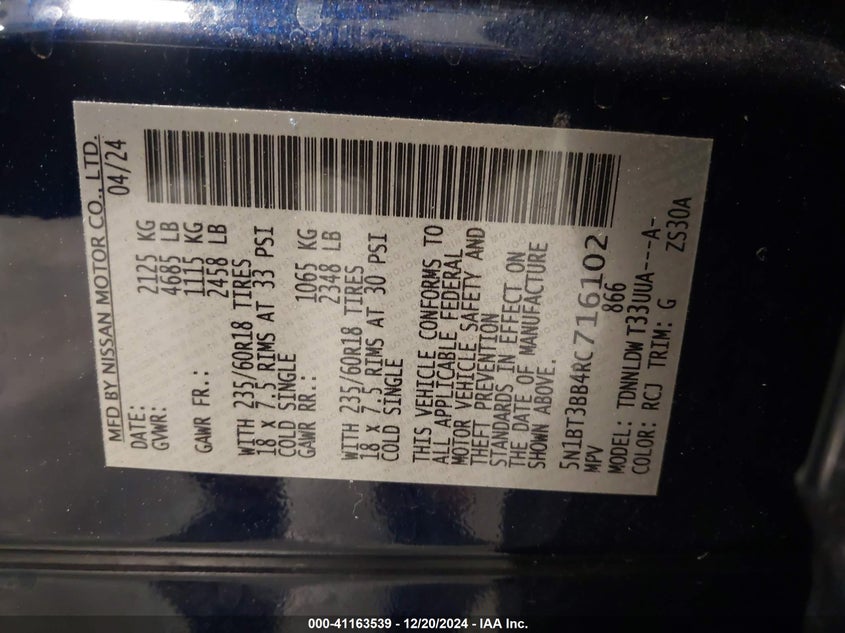 MFD BY NISSAN MOTOR CO., LTD.
DATE: 04/24
GVWR: 2125 KG
4685 LB
GAWR FR.: 1115 KG
2458 LB
WITH 235/60R18 TIRES
18 X 7.5 RIMS AT 33 PSI
COLD SINGLE
GAWR RR.: 1065 KG
2348 LB
WITH 235/60R18 TIRES
18 X 7.5 RIMS AT 30 PSI
COLD SINGLE
THIS VEHICLE CONFORMS TO
ALL APPLICABLE FEDERAL
MOTOR VEHICLE SAFETY AND
THEFT PREVENTION
STANDARDS IN EFFECT ON
THE DATE OF MANUFACTURE
SHOWN ABOVE.
5N1BT3BB4RC716102
MPV 866
MODEL: TDNNLDW T33UUA---A-
COLOR: RCJ TRIM: G ZS30A
000-41163539 - 12/20/2024 - IAA Inc.